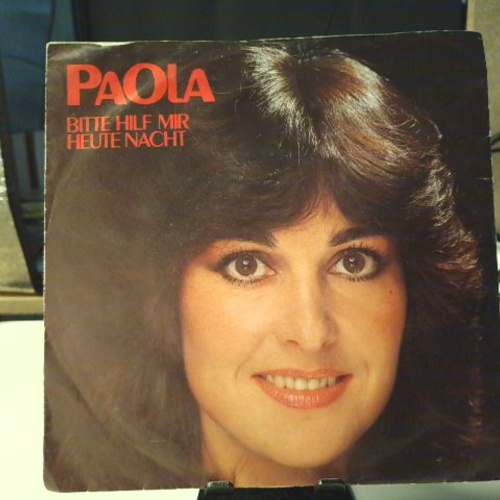 PAOLA
BITTE HILF MIR
HEUTE NACHT